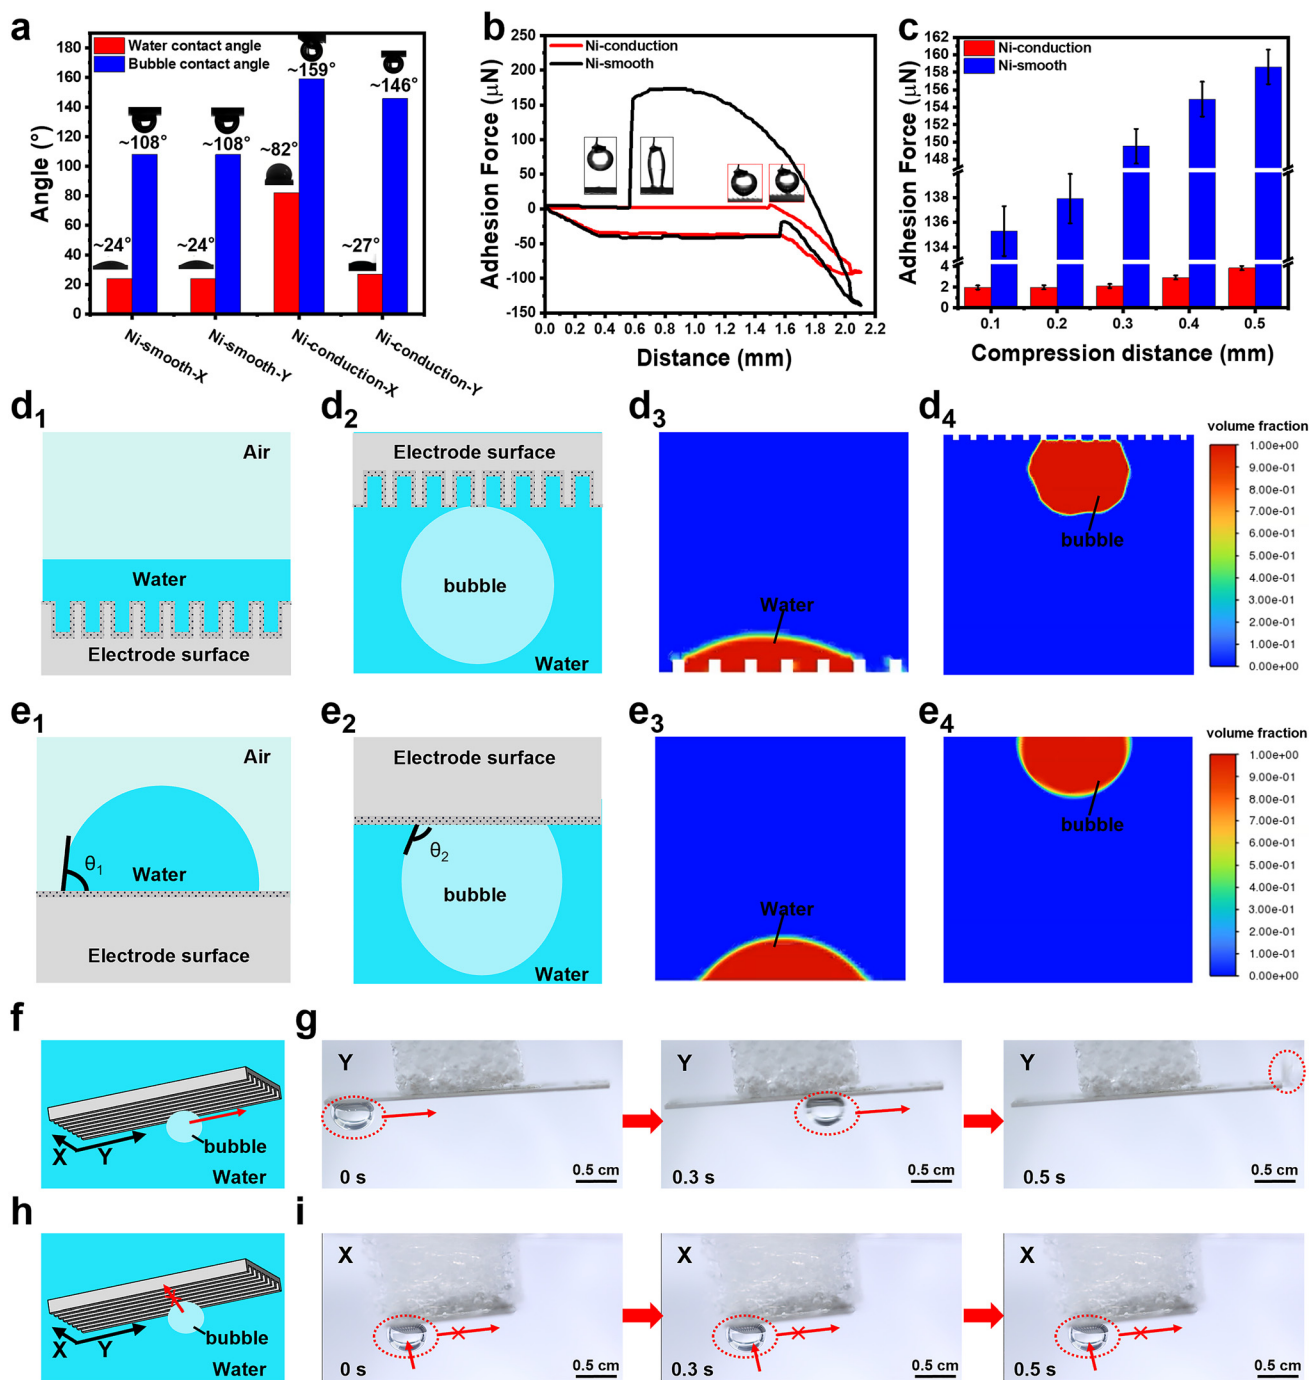 a
Water contact angle
Bubble contact angle
Angle (°)
180
160
140
120
100
80
60
40
20
0
~24°
~108°
~24°
~108°
~82°
~159°
~27°
~146°
Ni-smooth-X
Ni-smooth-Y
Ni-conduction-X
Ni-conduction-Y
b
Ni-conduction
Ni-smooth
Adhesion Force (μN)
250
200
150
100
50
0
-50
-100
-150
0.0 0.2 0.4 0.6 0.8 1.0 1.2 1.4 1.6 1.8 2.0 2.2
Distance (mm)
c
Ni-conduction
Ni-smooth
Adhesion Force (μN)
162
160
158
156
154
152
150
148
136
134
4
2
0
0.1 0.2 0.3 0.4 0.5
Compression distance (mm)
d1
Air
Water
Electrode surface
d2
Electrode surface
bubble
Water
d3
Water
d4
bubble
volume fraction
1.00e+00
9.00e-01
8.00e-01
7.00e-01
6.00e-01
5.00e-01
4.00e-01
3.00e-01
2.00e-01
1.00e-01
0.00e+00
e1
Air
θ1
Water
Electrode surface
e2
Electrode surface
θ2
bubble
Water
e3
Water
e4
bubble
volume fraction
1.00e+00
9.00e-01
8.00e-01
7.00e-01
6.00e-01
5.00e-01
4.00e-01
3.00e-01
2.00e-01
1.00e-01
0.00e+00
f
X
Y
bubble
Water
g
Y
0 s
0.5 cm
Y
0.3 s
0.5 cm
Y
0.5 s
0.5 cm
h
X
Y
bubble
Water
i
X
0 s
0.5 cm
X
0.3 s
0.5 cm
X
0.5 s
0.5 cm